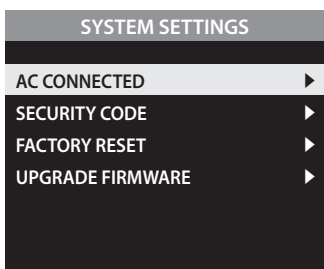 SYSTEM SETTINGS
AC CONNECTED
SECURITY CODE
FACTORY RESET
UPGRADE FIRMWARE